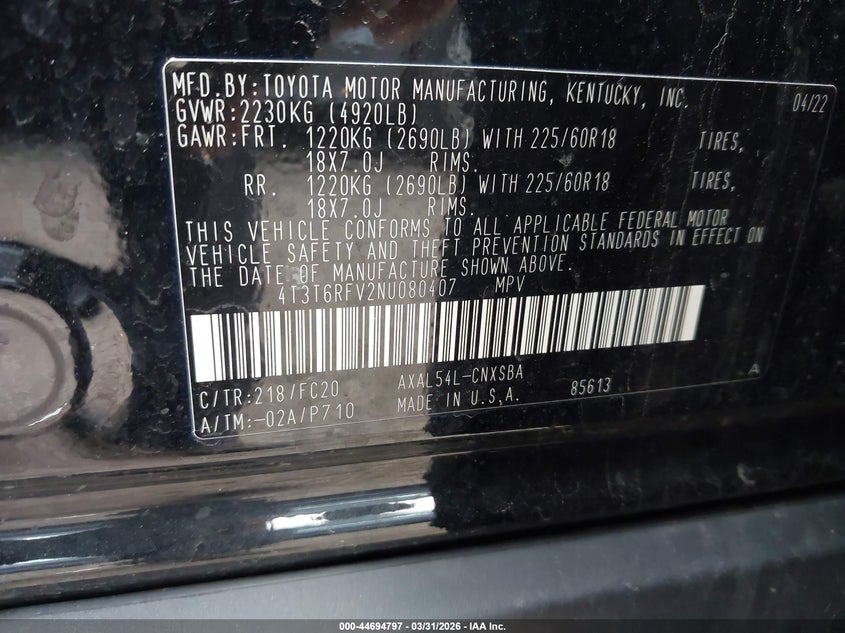 MFD.BY:TOYOTA MOTOR MANUFACTURING, KENTUCKY, INC. 04/22
GVWR:2230KG (4920LB)
GAWR:FRT. 1220KG (2690LB) WITH 225/60R18 TIRES,
18X7.0J RIMS.
RR. 1220KG (2690LB) WITH 225/60R18 TIRES,
18X7.0J RIMS.
THIS VEHICLE CONFORMS TO ALL APPLICABLE FEDERAL MOTOR
VEHICLE SAFETY AND THEFT PREVENTION STANDARDS IN EFFECT ON
THE DATE OF MANUFACTURE SHOWN ABOVE.
4T3T6RFV2NU080407 MPV
C/TR:218/FC20 AXAL54L-CNXSBA A
A/TM:-02A/P710 MADE IN U.S.A. 85613
000-44694797 - 03/31/2026 - IAA Inc.